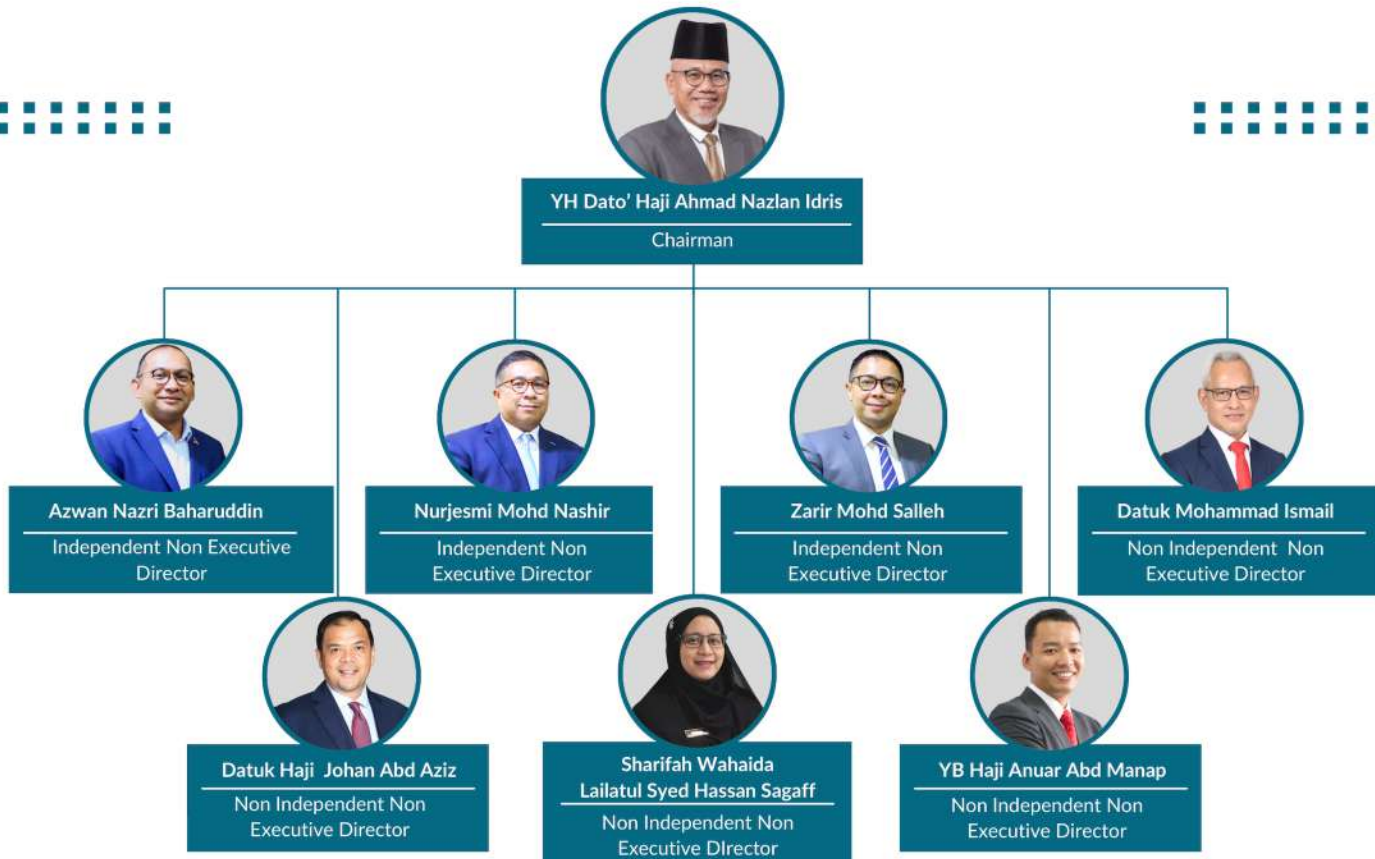 YH Dato’ Haji Ahmad Nazlan Idris
Chairman
Azwan Nazri Baharuddin
Independent Non Executive
Director
Nurjesmi Mohd Nashir
Independent Non
Executive Director
Zarir Mohd Salleh
Independent Non
Executive Director
Datuk Mohammad Ismail
Non Independent  Non
Executive Director
Datuk Haji  Johan Abd Aziz
Non Independent Non
Executive Director
Sharifah Wahaida
Lailatul Syed Hassan Sagaff
Non Independent Non
Executive DIrector
YB Haji Anuar Abd Manap
Non Independent Non
Executive Director